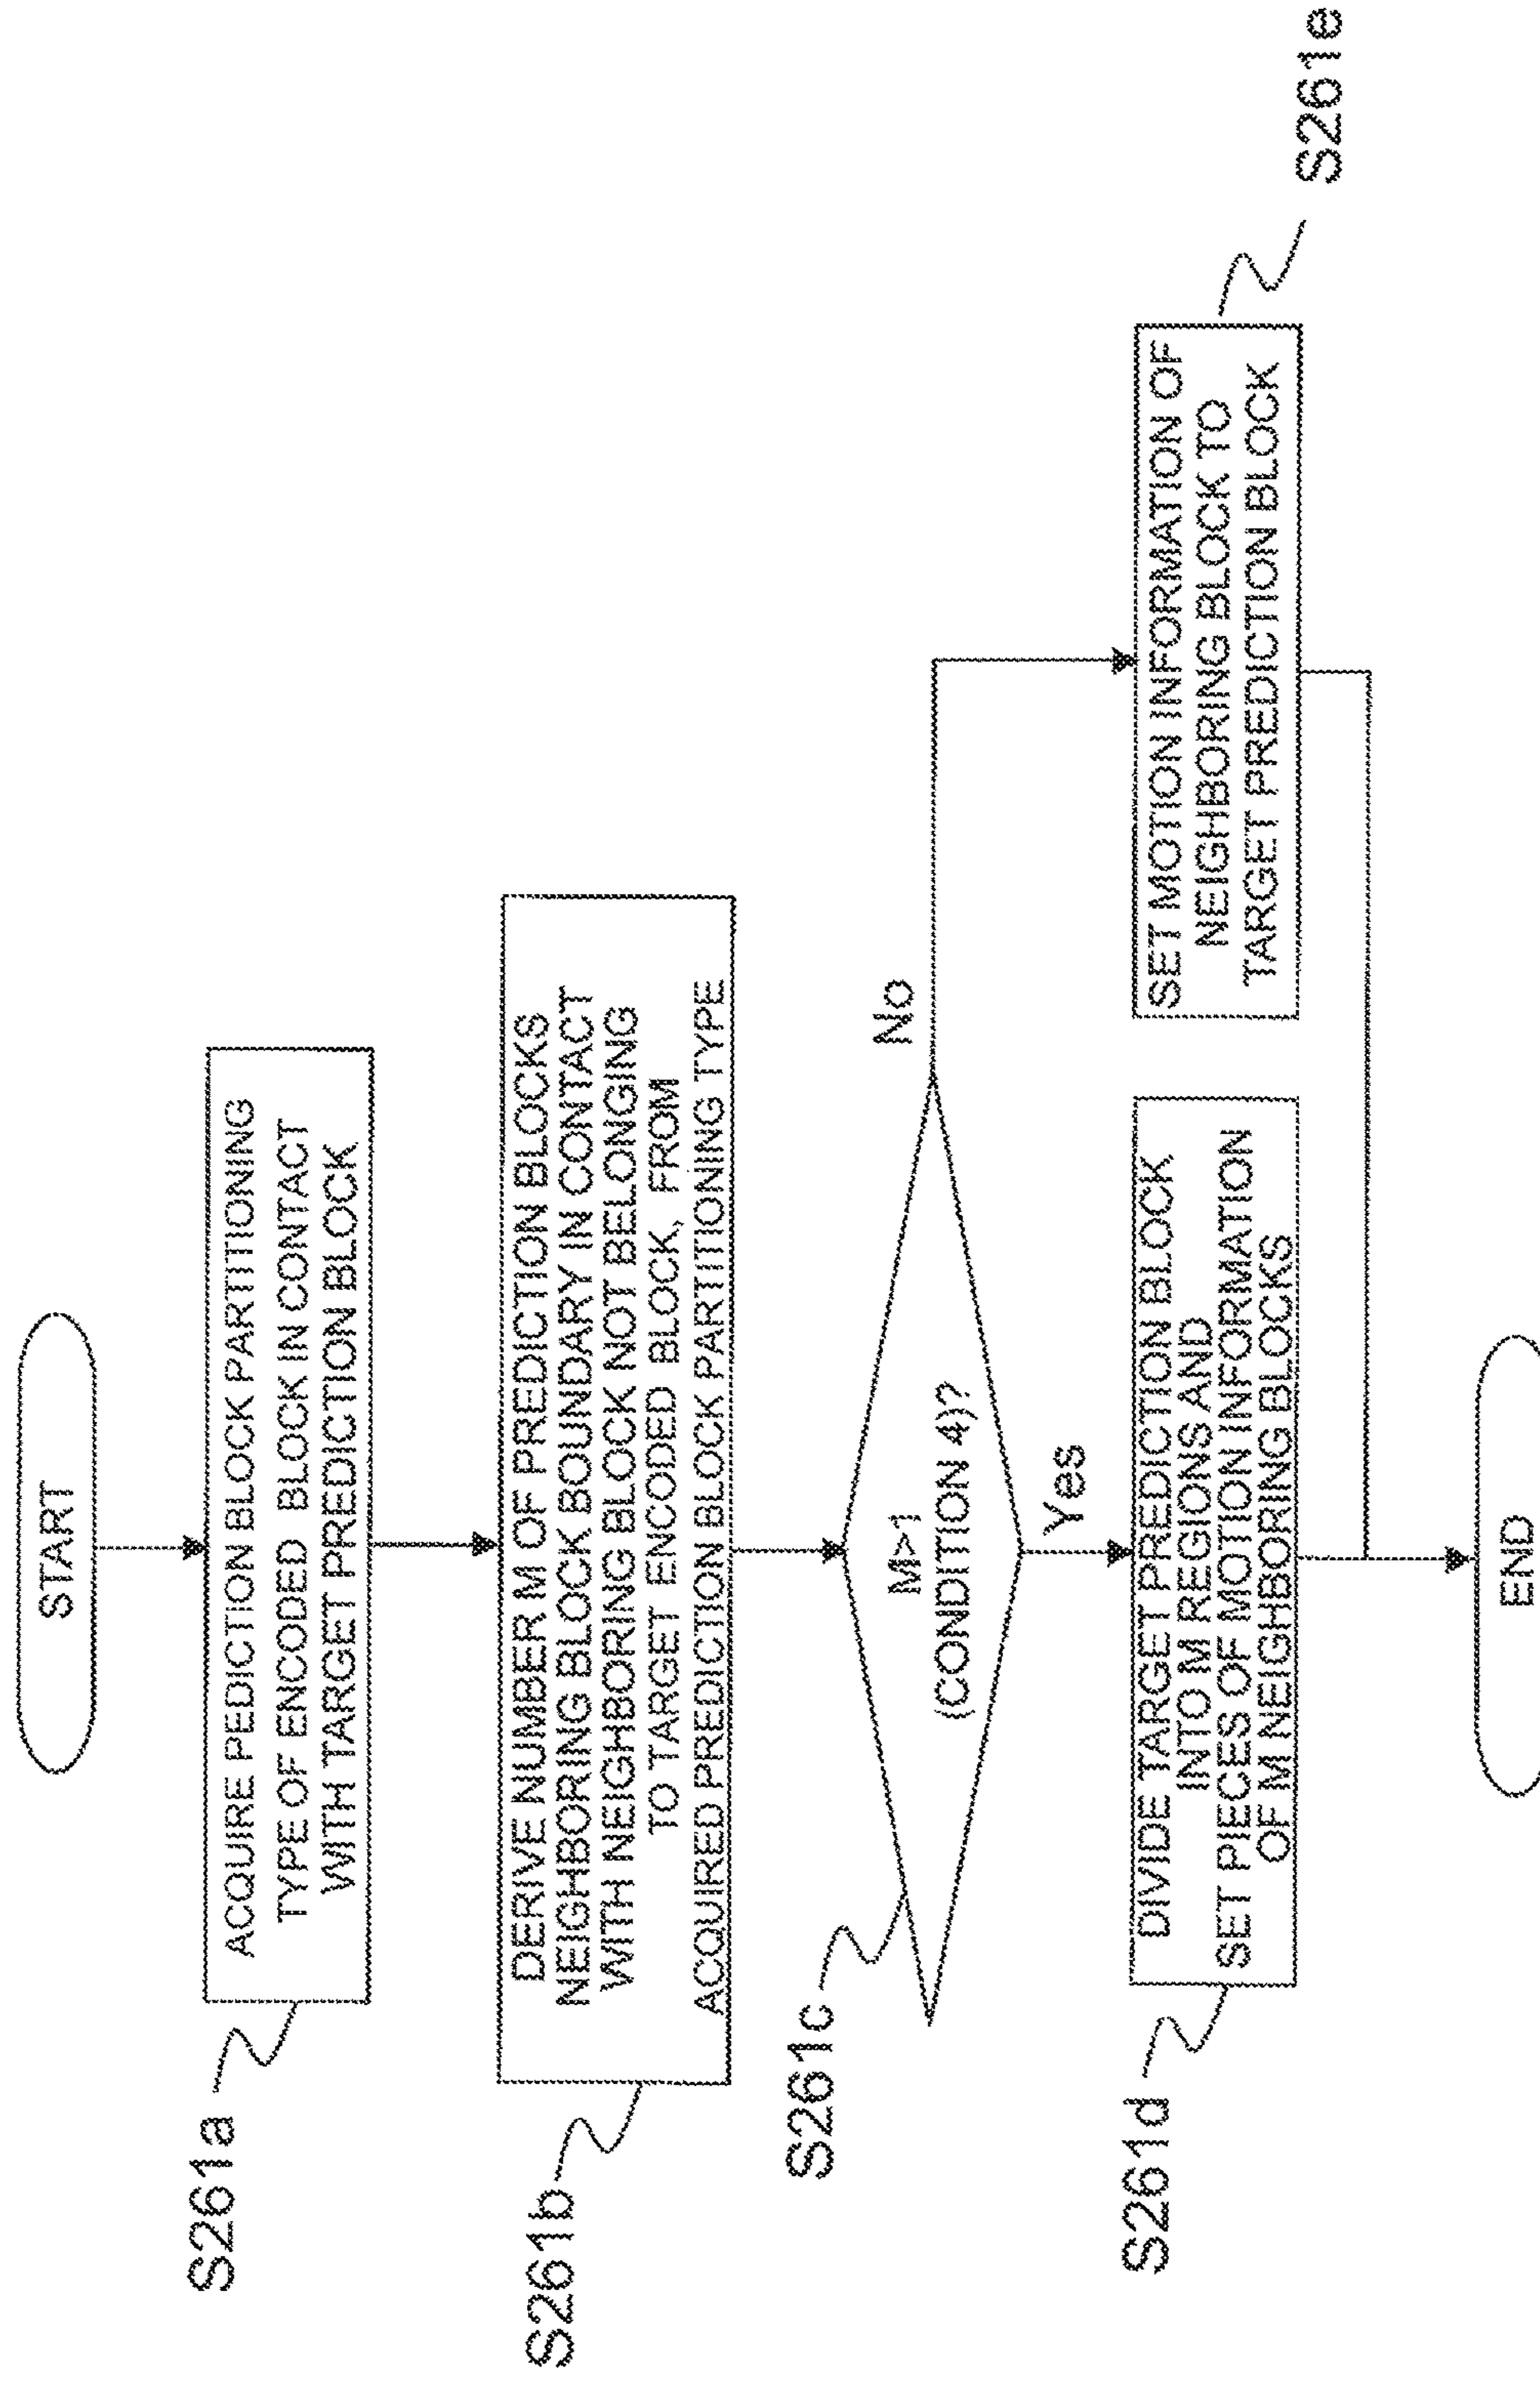 START
S261a
ACQUIRE PEDICTION BLOCK PARTITIONING
TYPE OF ENCODED BLOCK IN CONTACT
WITH TARGET PREDICTION BLOCK
S261b
DERIVE NUMBER M OF PREDICTION BLOCKS
NEIGHBORING BLOCK BOUNDARY IN CONTACT
WITH NEIGHBORING BLOCK NOT BELONGING
TO TARGET ENCODED BLOCK, FROM
ACQUIRED PREDICTION BLOCK PARTITIONING TYPE
S261c
M>1
(CONDITION 4)?
No
Yes
S261d
DIVIDE TARGET PREDICTION BLOCK
INTO M REGIONS AND
SET PIECES OF MOTION INFORMATION
OF M NEIGHBORING BLOCKS
SET MOTION INFORMATION OF
NEIGHBORING BLOCK TO
TARGET PREDICTION BLOCK
S261e
END